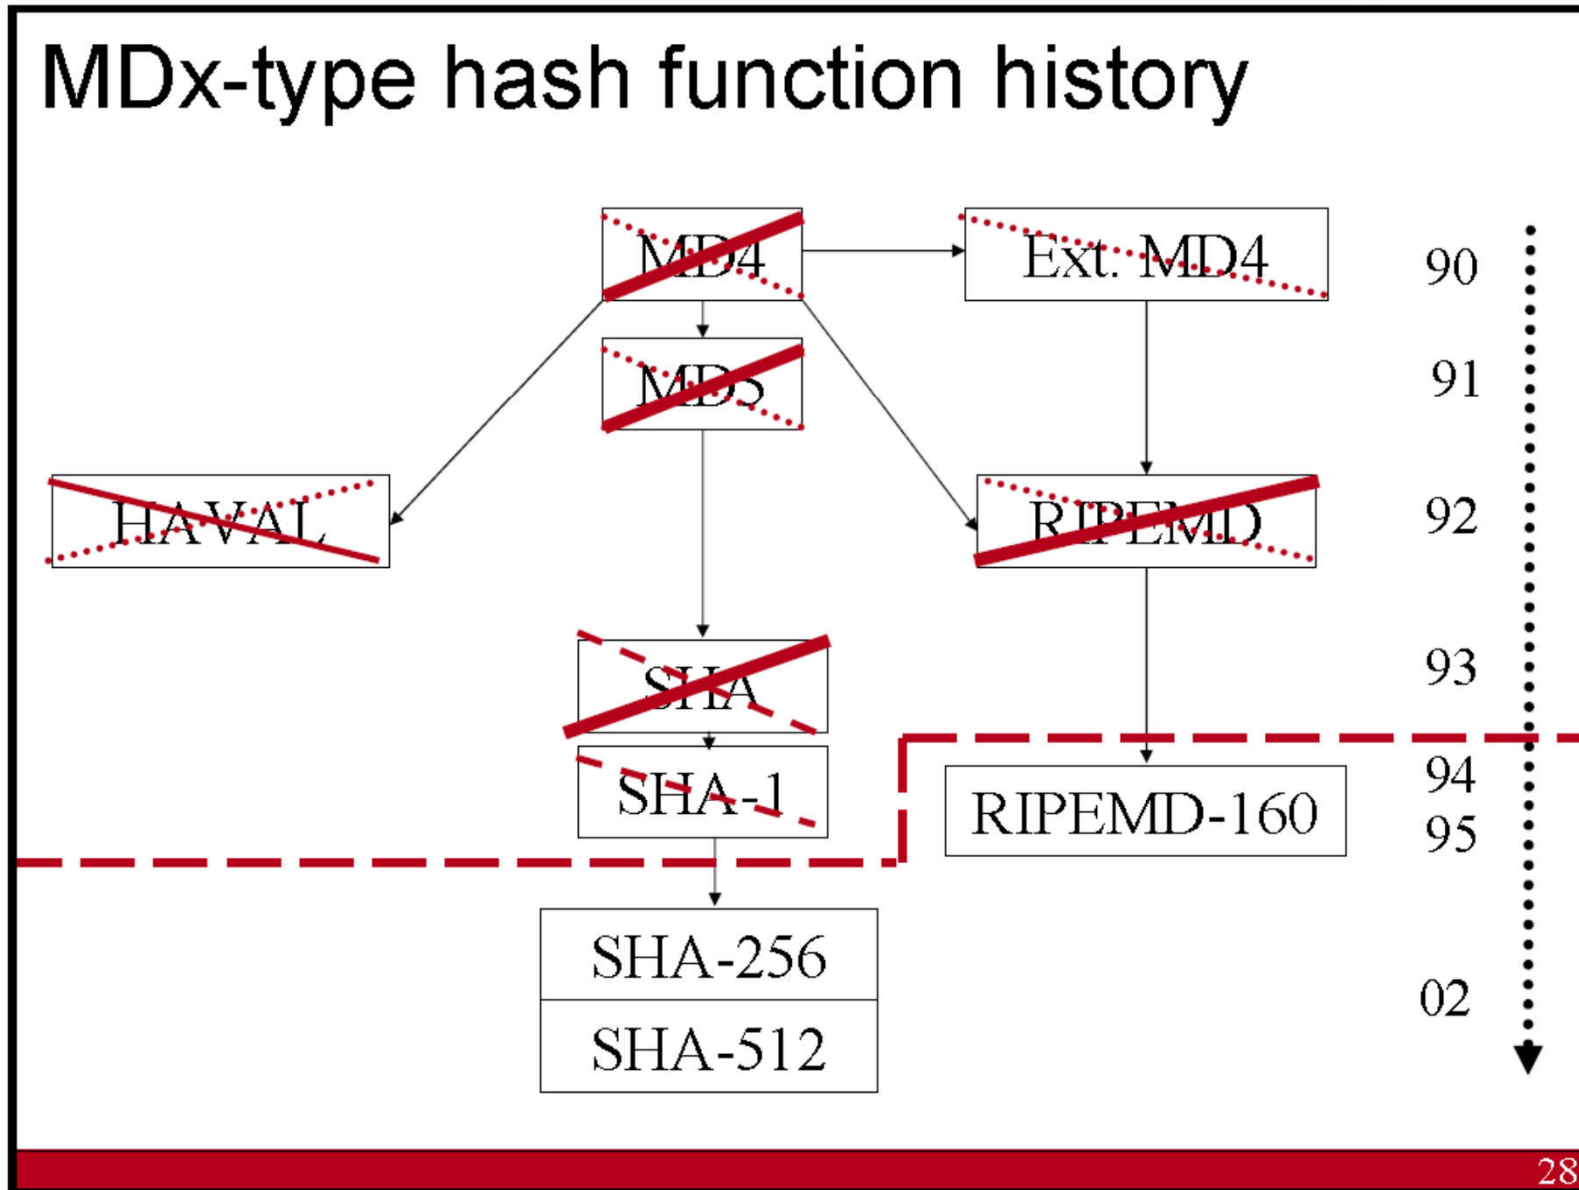 MDx-type hash function history
MD4
Ext. MD4
90
MD5
91
HAVAL
RIPEMD
92
SHA
93
SHA-1
94
RIPEMD-160
95
SHA-256
SHA-512
02
28